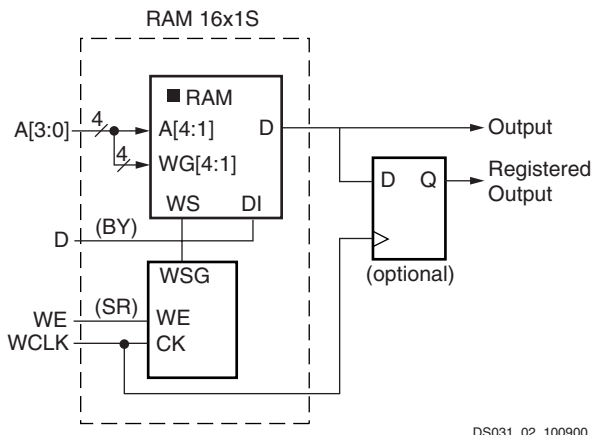 RAM 16x1S
RAM
A[3:0]
4
A[4:1]
D
Output
4
WG[4:1]
D
Q
Registered
Output
WS
DI
D
(BY)
(optional)
WSG
WE
(SR)
WE
WCLK
CK
DS031_02_100900